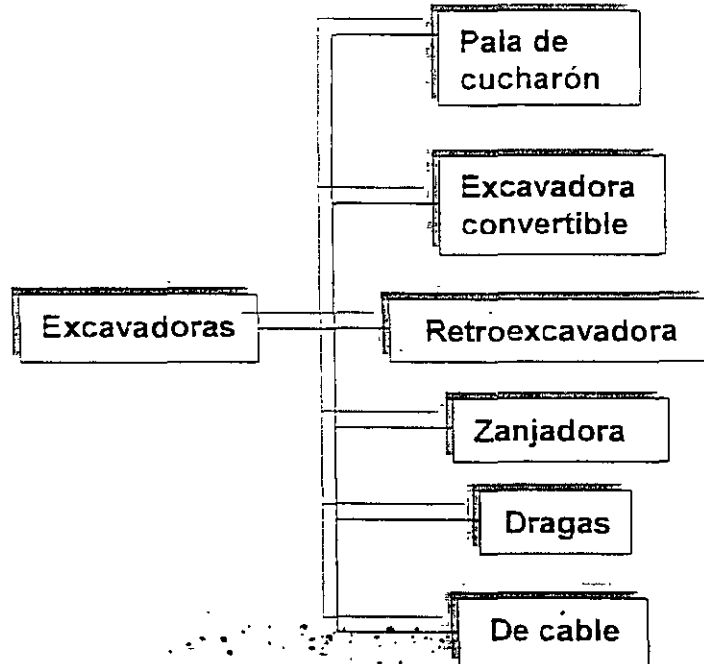 Pala de
cucharón
Excavadora
convertible
Excavadoras
Retroexcavadora
Zanjadora
Dragas
De cable